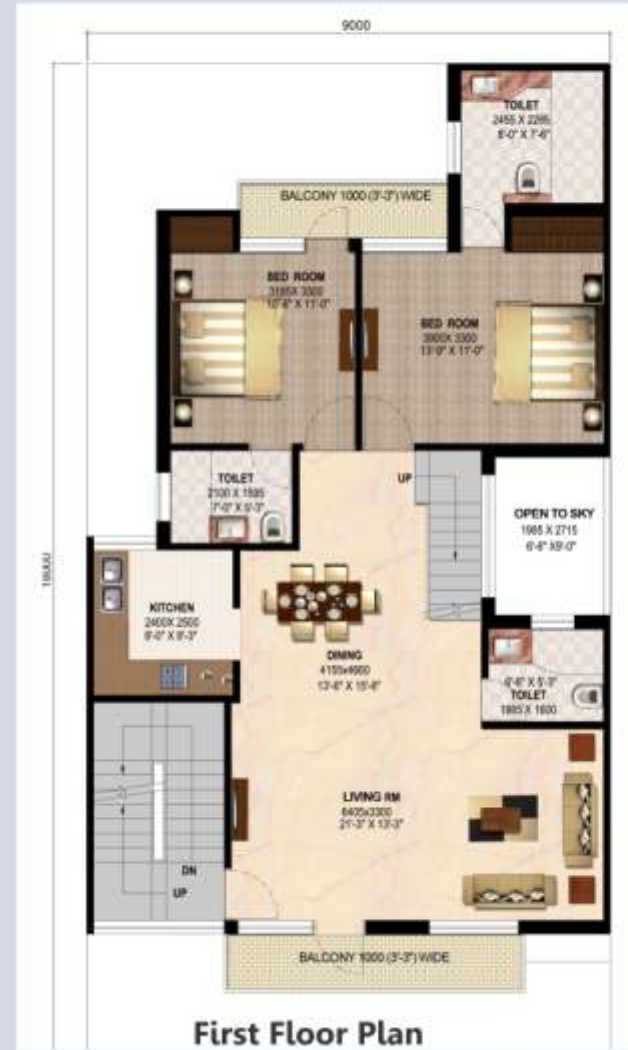 9000
TOILET
2455 X 2285
8'-0" X 7'-6"
BALCONY 1000 (3'-3") WIDE
BED ROOM
3185X 3300
10'-6" X 11'-0"
BED ROOM
3900X 3300
13'-0" X 11'-0"
TOILET
2100 X 1595
7'-0" X 5'-3"
UP
OPEN TO SKY
1985 X 2715
6'-6" X9'-0"
18000
KITCHEN
2400X 2500
8'-0" X 8'-3"
DINING
4155x4660
13'-6" X 15'-6"
6'-6" X 5'-3"
TOILET
1985 X 1600
LIVING RM
6405x3300
21'-3" X 13'-3"
DN
UP
BALCONY 1000 (3'-3") WIDE
First Floor Plan